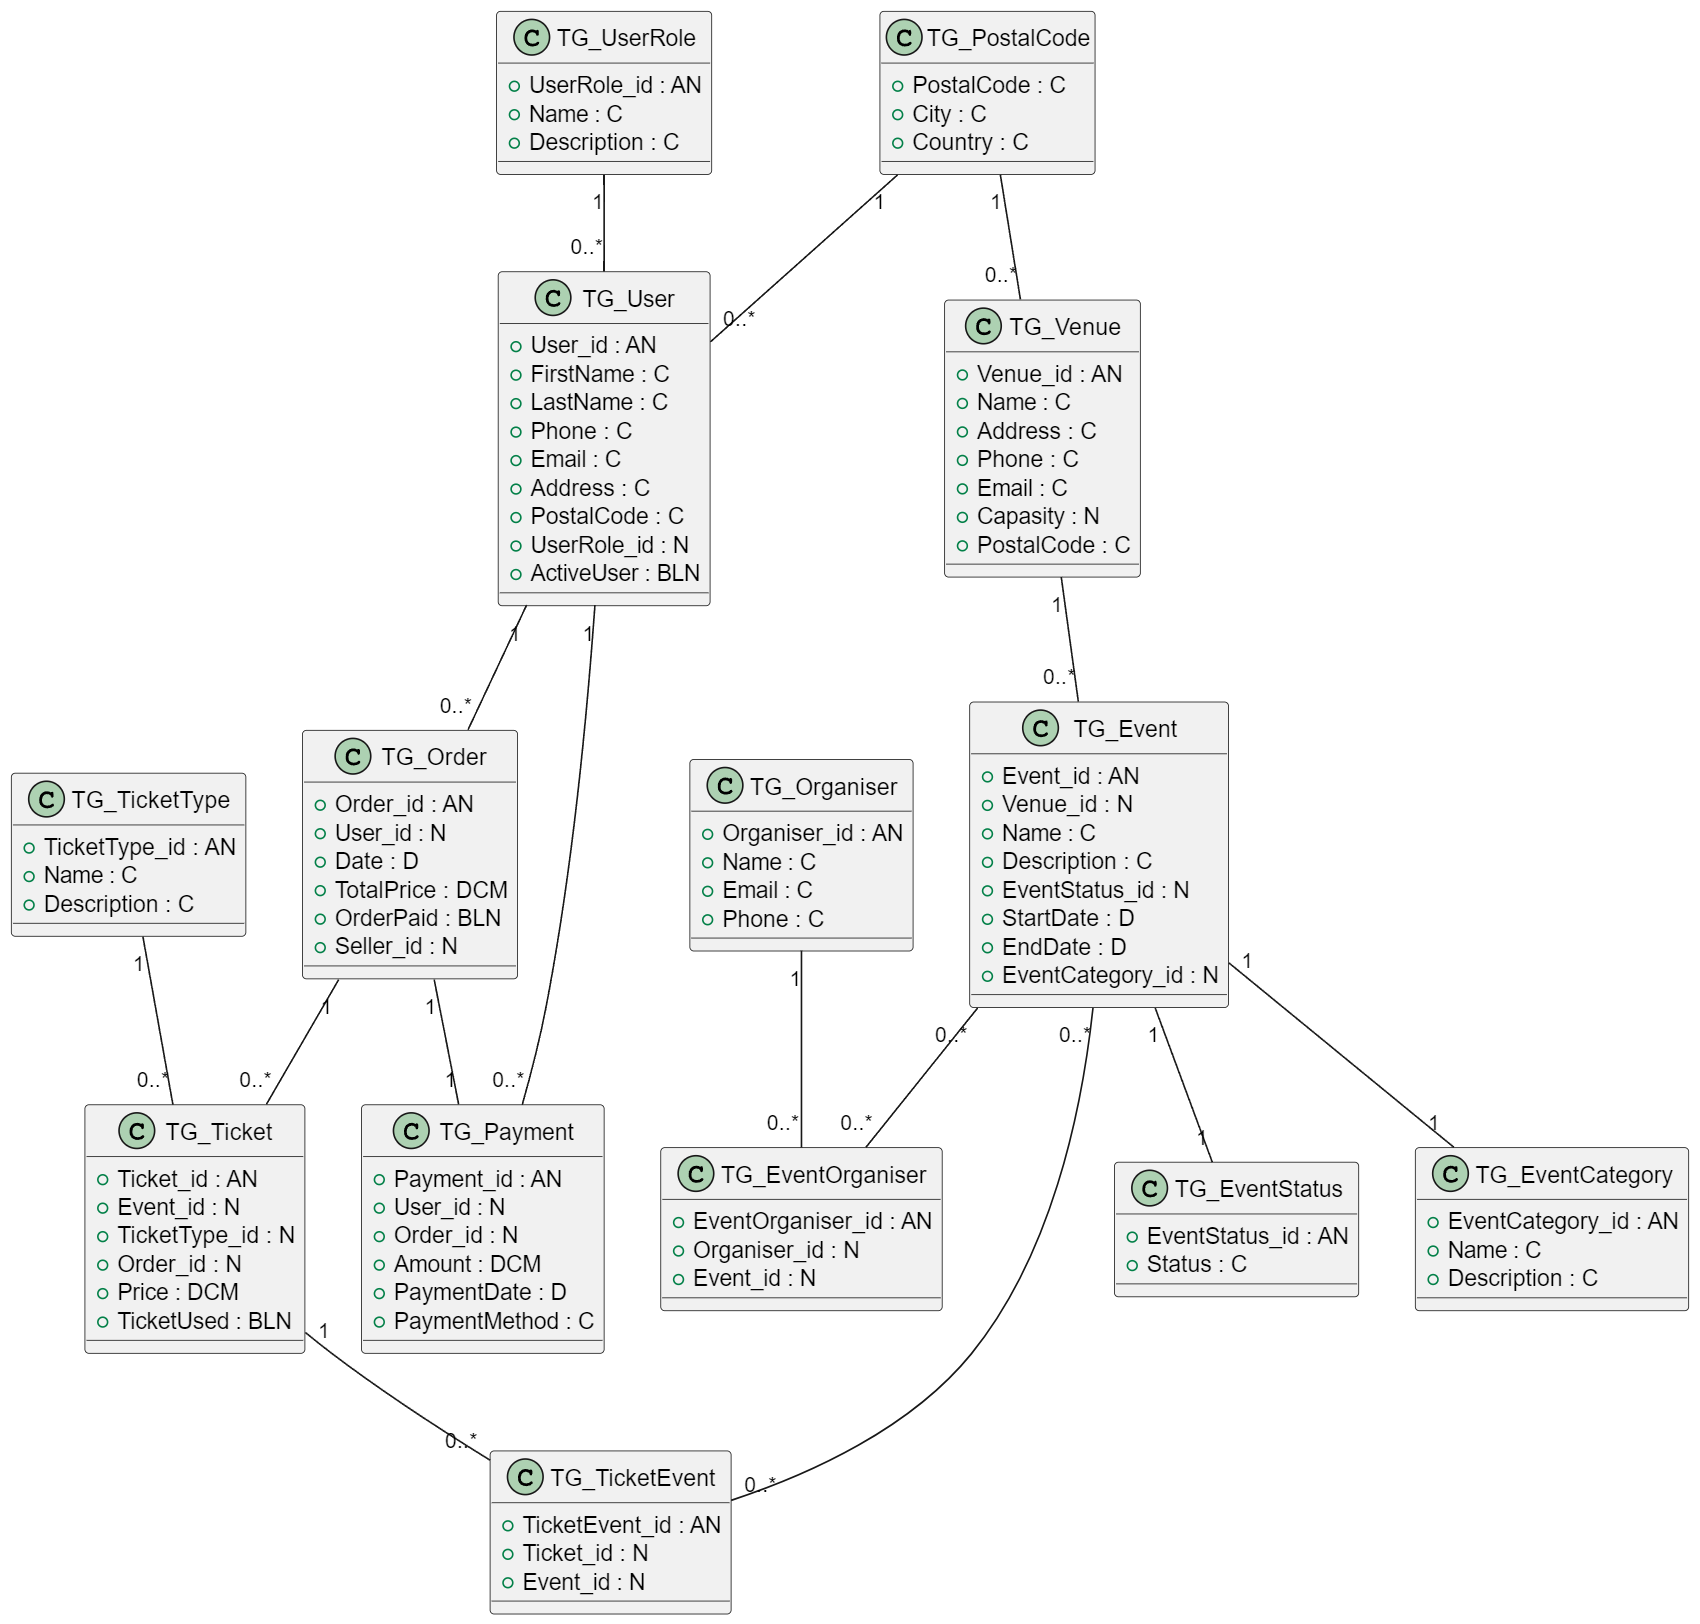 C TG_UserRole
UserRole_id : AN
Name : C
Description : C
C TG_PostalCode
PostalCode : C
City : C
Country : C
1
0..*
1
0..*
1
0..*
C TG_User
User_id : AN
FirstName : C
LastName : C
Phone : C
Email : C
Address : C
PostalCode : C
UserRole_id : N
ActiveUser : BLN
C TG_Venue
Venue_id : AN
Name : C
Address : C
Phone : C
Email : C
Capasity : N
PostalCode : C
1
0..*
1
0..*
1
0..*
C TG_TicketType
TicketType_id : AN
Name : C
Description : C
C TG_Order
Order_id : AN
User_id : N
Date : D
TotalPrice : DCM
OrderPaid : BLN
Seller_id : N
C TG_Organiser
Organiser_id : AN
Name : C
Email : C
Phone : C
C TG_Event
Event_id : AN
Venue_id : N
Name : C
Description : C
EventStatus_id : N
StartDate : D
EndDate : D
EventCategory_id : N
1
0..*
1
0..*
1
1
1
0..*
0..*
0..*
0..*
0..*
1
1
1
1
C TG_Ticket
Ticket_id : AN
Event_id : N
TicketType_id : N
Order_id : N
Price : DCM
TicketUsed : BLN
C TG_Payment
Payment_id : AN
User_id : N
Order_id : N
Amount : DCM
PaymentDate : D
PaymentMethod : C
C TG_EventOrganiser
EventOrganiser_id : AN
Organiser_id : N
Event_id : N
C TG_EventStatus
EventStatus_id : AN
Status : C
C TG_EventCategory
EventCategory_id : AN
Name : C
Description : C
1
0..*
C TG_TicketEvent
TicketEvent_id : AN
Ticket_id : N
Event_id : N